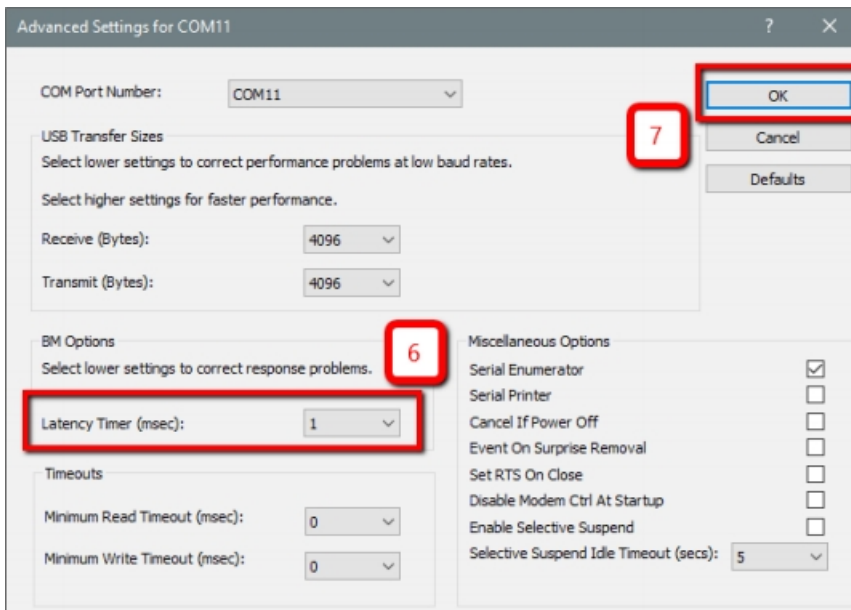 Advanced Settings for COM11
? ×
COM Port Number: COM11
OK
7
Cancel
Defaults
USB Transfer Sizes
Select lower settings to correct performance problems at low baud rates.
Select higher settings for faster performance.
Receive (Bytes): 4096
Transmit (Bytes): 4096
BM Options
Select lower settings to correct response problems.
6
Latency Timer (msec): 1
Timeouts
Minimum Read Timeout (msec): 0
Minimum Write Timeout (msec): 0
Miscellaneous Options
Serial Enumerator
Serial Printer
Cancel If Power Off
Event On Surprise Removal
Set RTS On Close
Disable Modem Ctrl At Startup
Enable Selective Suspend
Selective Suspend Idle Timeout (secs): 5